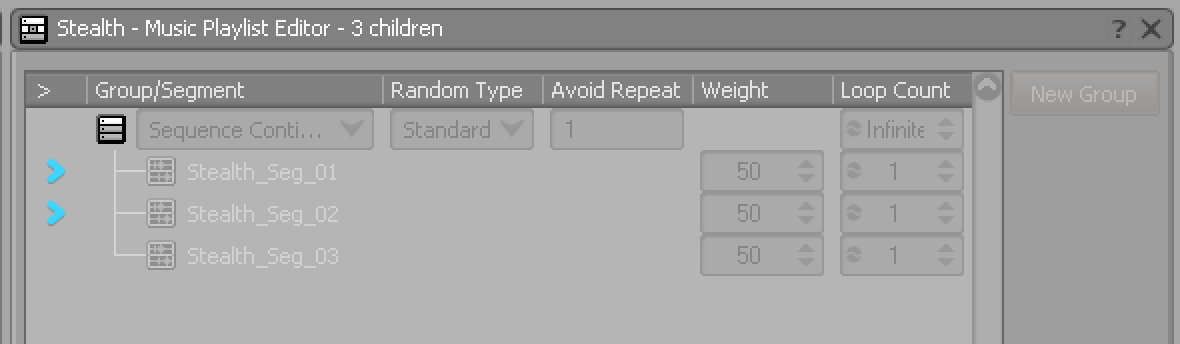 Stealth - Music Playlist Editor - 3 children ?
> Group/Segment Random Type Avoid Repeat Weight Loop Count New Group
Sequence Conti... Standard 1 Infinite
Stealth_Seg_01 50 1
Stealth_Seg_02 50 1
Stealth_Seg_03 50 1